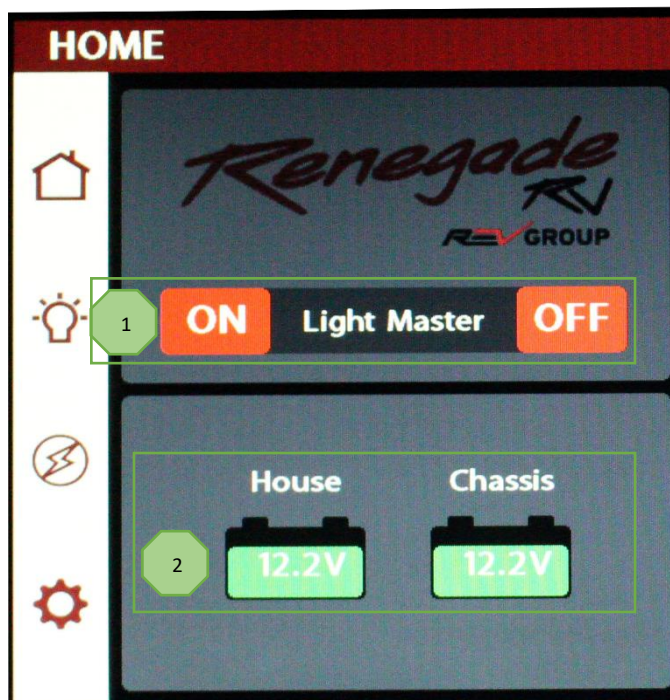 HOME
Renegade
RV
REV GROUP
1
ON Light Master OFF
House Chassis
2
12.2V 12.2V